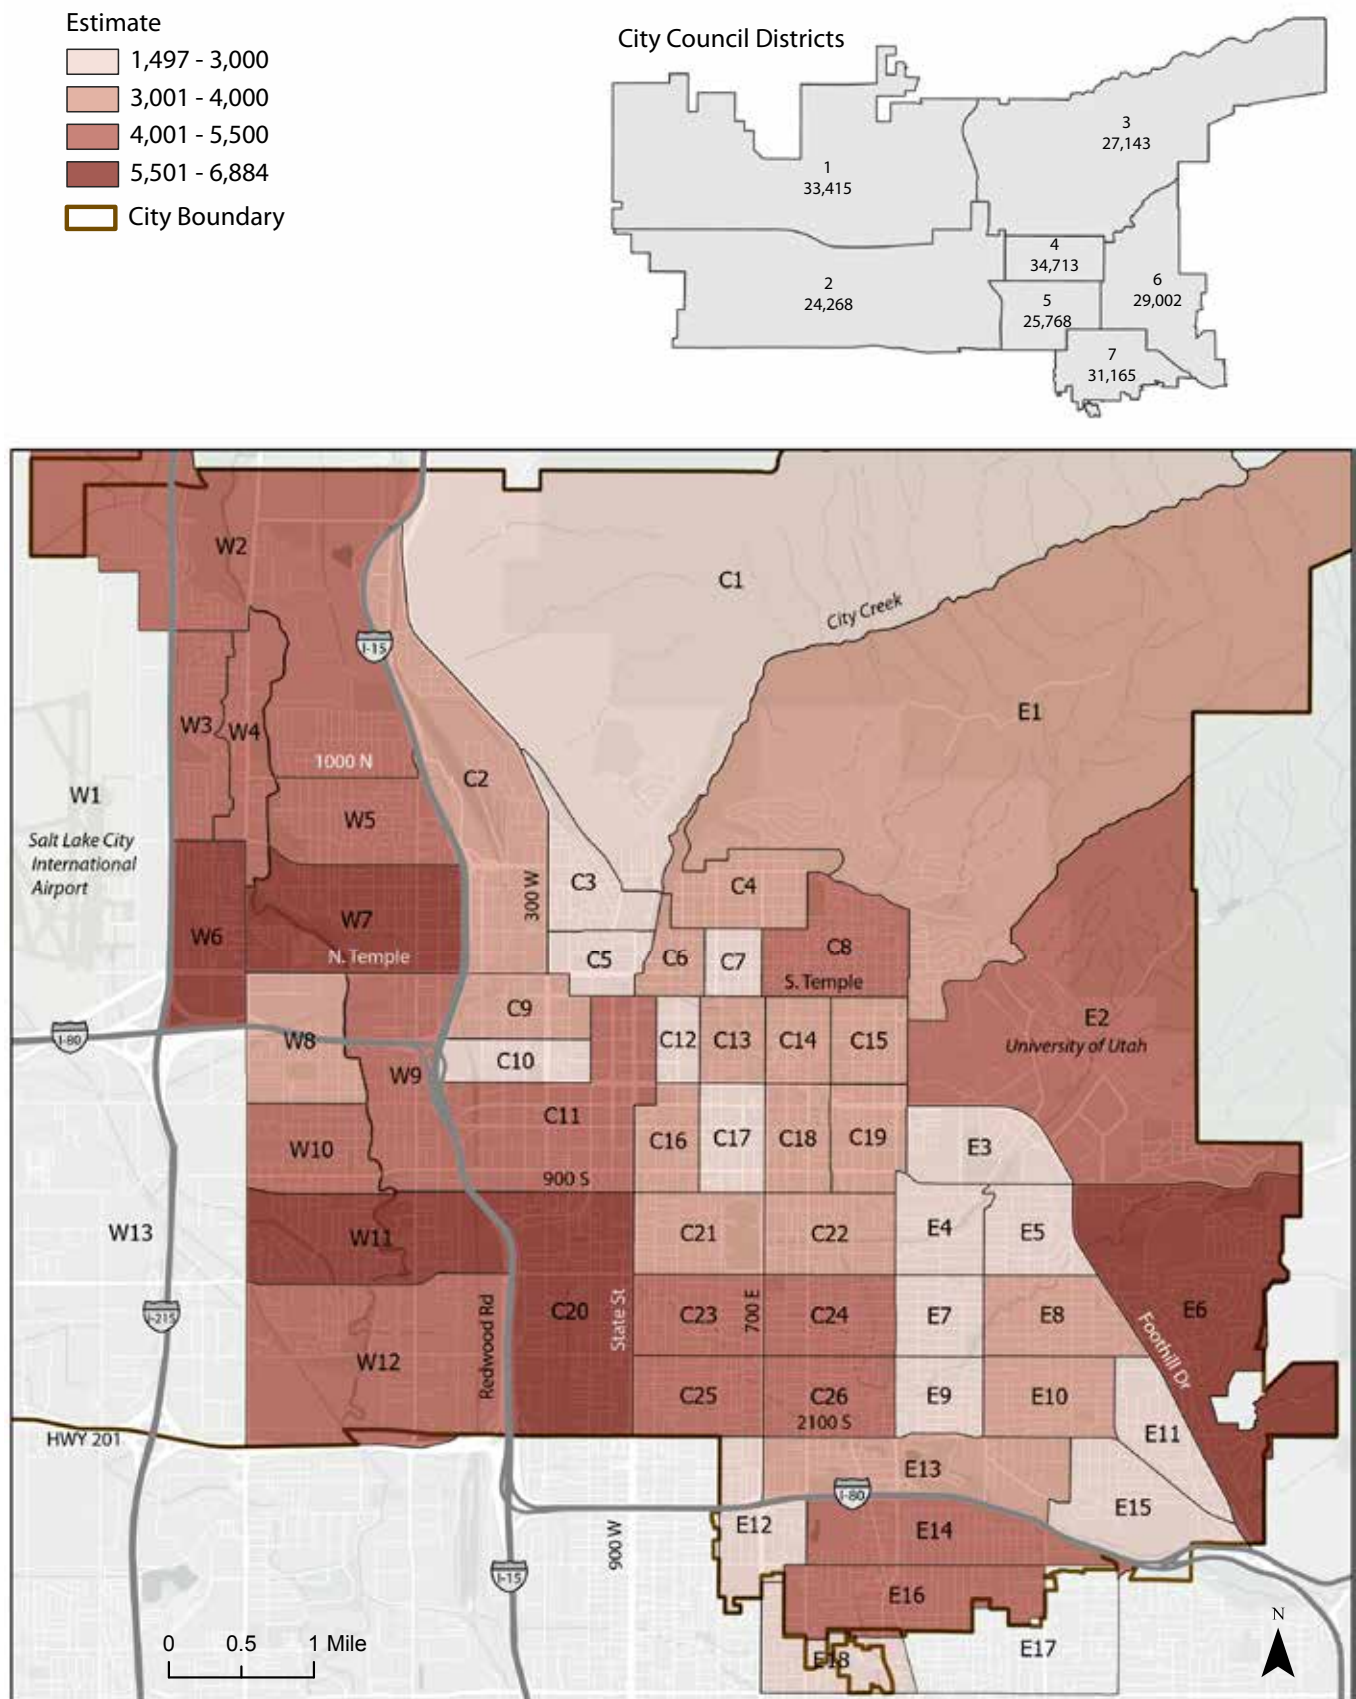 Estimate
1,497 - 3,000
3,001 - 4,000
4,001 - 5,500
5,501 - 6,884
City Boundary
City Council Districts
1
33,415
2
24,268
3
27,143
4
34,713
5
25,768
6
29,002
7
31,165
W2
C1
City Creek
I-15
E1
W3
W4
1000 N
C2
W1
Salt Lake City
International
Airport
W5
C3
C4
300 W
W6
W7
N. Temple
C5
C6
C7
C8
S. Temple
C9
E2
University of Utah
I-80
W8
W9
C10
C12
C13
C14
C15
C11
W10
C16
C17
C18
C19
E3
900 S
W13
W11
C21
C22
E4
E5
I-215
Redwood Rd
C20
State St
C23
700 E
C24
E7
E8
E6
Foothill Dr
W12
C25
C26
2100 S
E9
E10
E11
HWY 201
E13
I-80
E12
E14
E15
900 W
I-15
E16
E17
E18
0
0.5
1 Mile
N